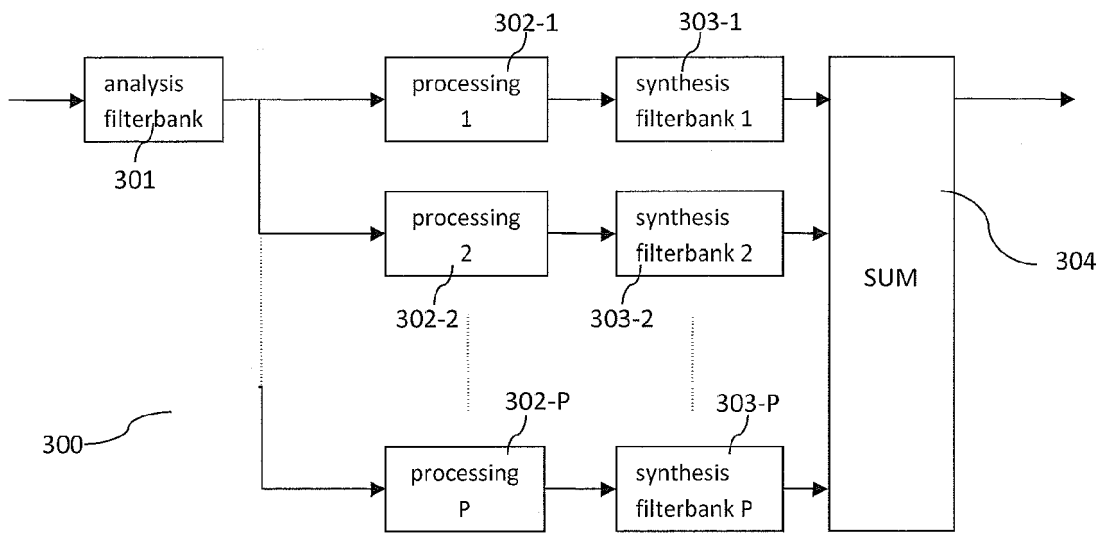 302-1
303-1
analysis
filterbank
301
processing
1
synthesis
filterbank 1
processing
2
synthesis
filterbank 2
302-2
303-2
SUM
304
302-P
303-P
300
processing
P
synthesis
filterbank P